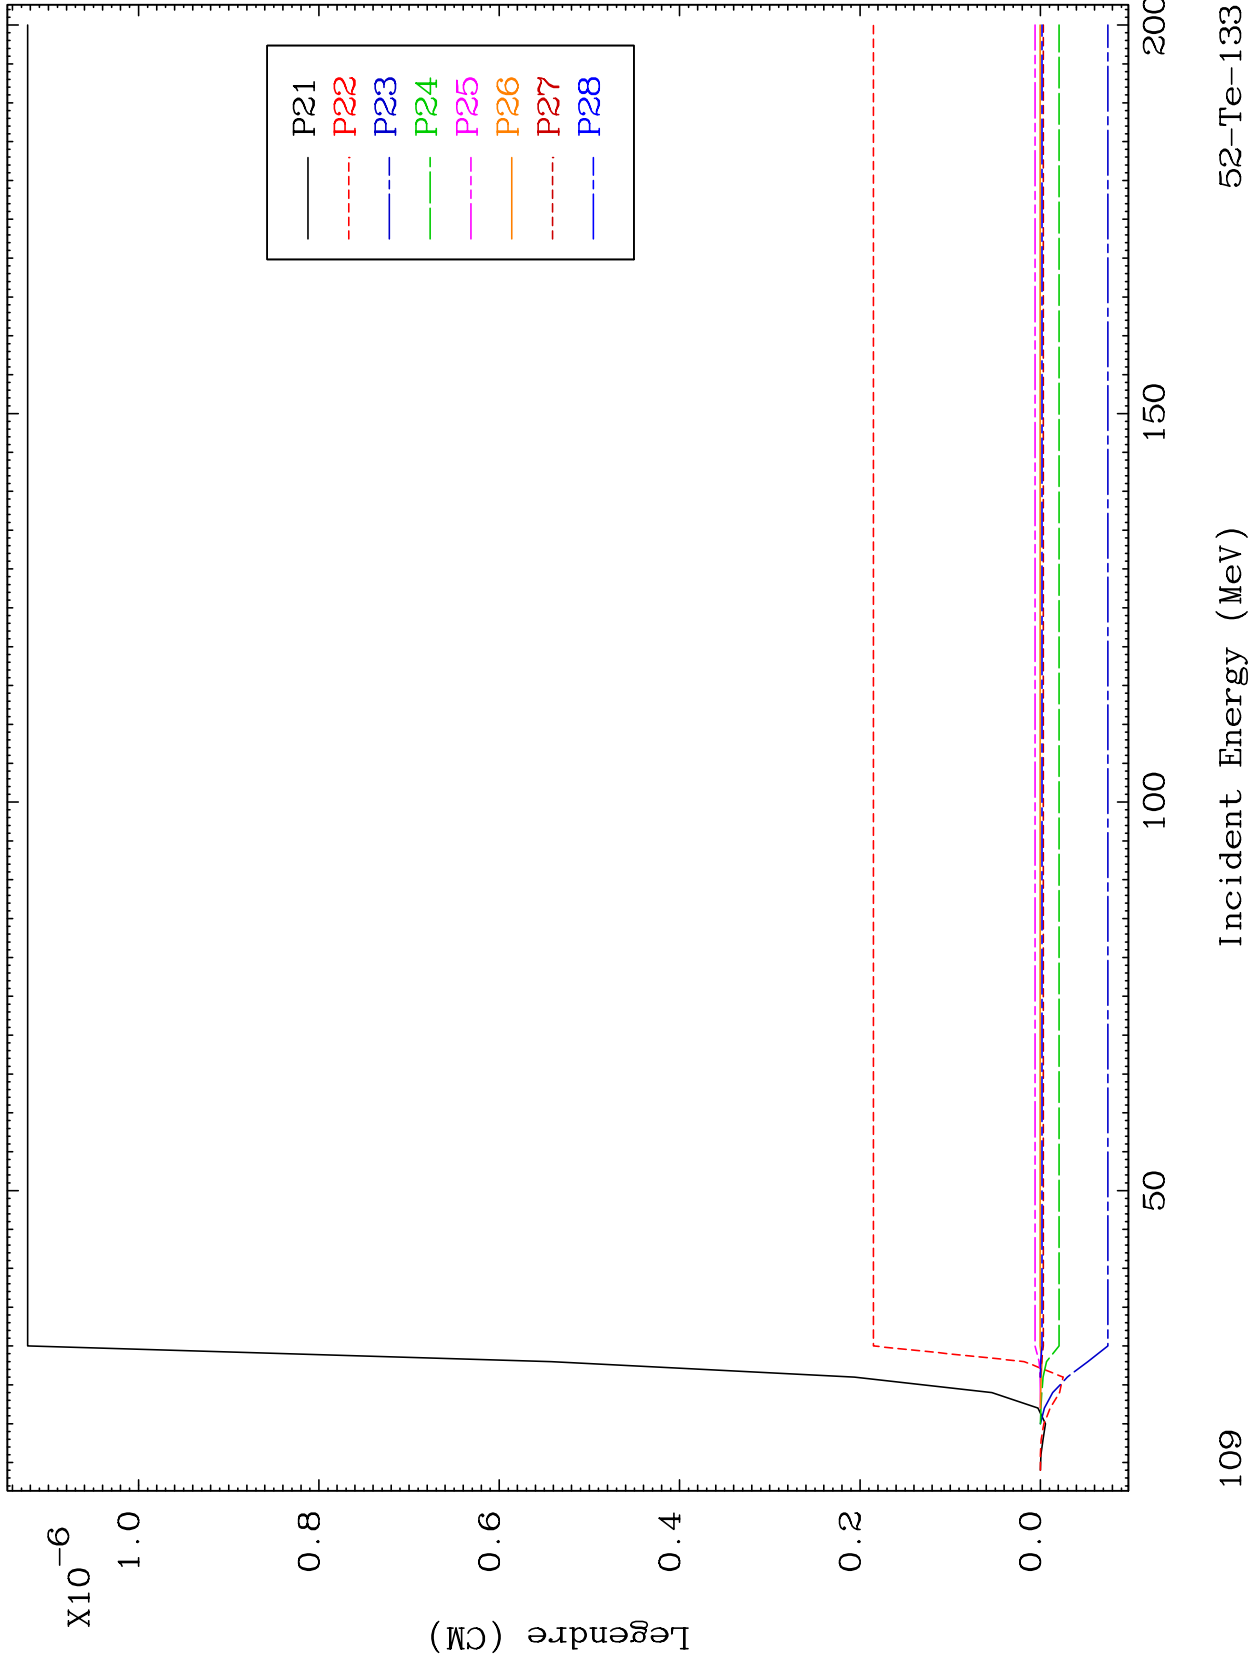 X10-6
1.0
0.8
0.6
0.4
0.2
0.0
Legendre (CM)
P21
P22
P23
P24
P25
P26
P27
P28
50
100
150
200
Incident Energy (MeV)
109
52-Te-133